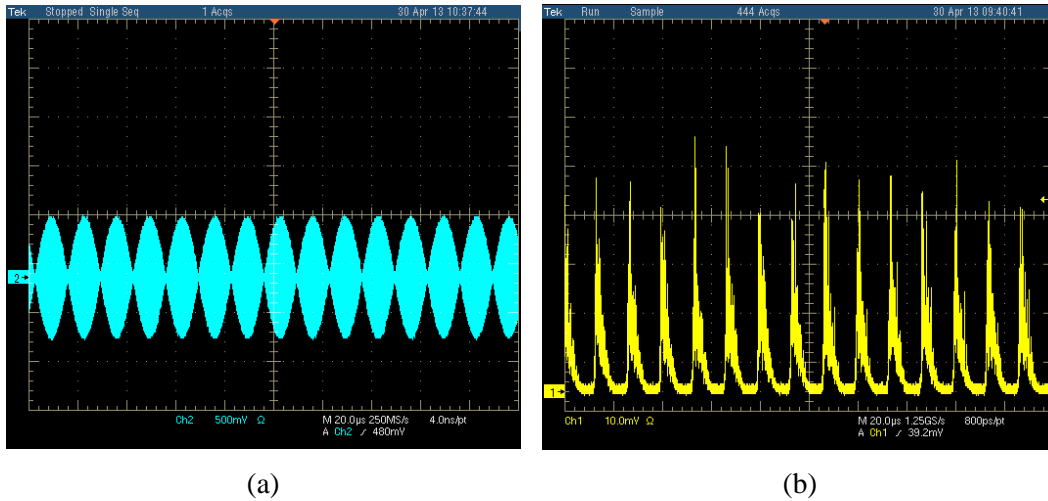 Tek Stopped Single Seq 1 Acqs 30 Apr 13 10:37:44
2
Ch2 500mV Ω M 20.0µs 250MS/s 4.0ns/pt
A Ch2 ∕ 480mV
(a)
Tek Run Sample 444 Acqs 30 Apr 13 09:40:41
1
Ch1 10.0mV Ω M 20.0µs 1.25GS/s 800ps/pt
A Ch1 ∕ 39.2mV
(b)